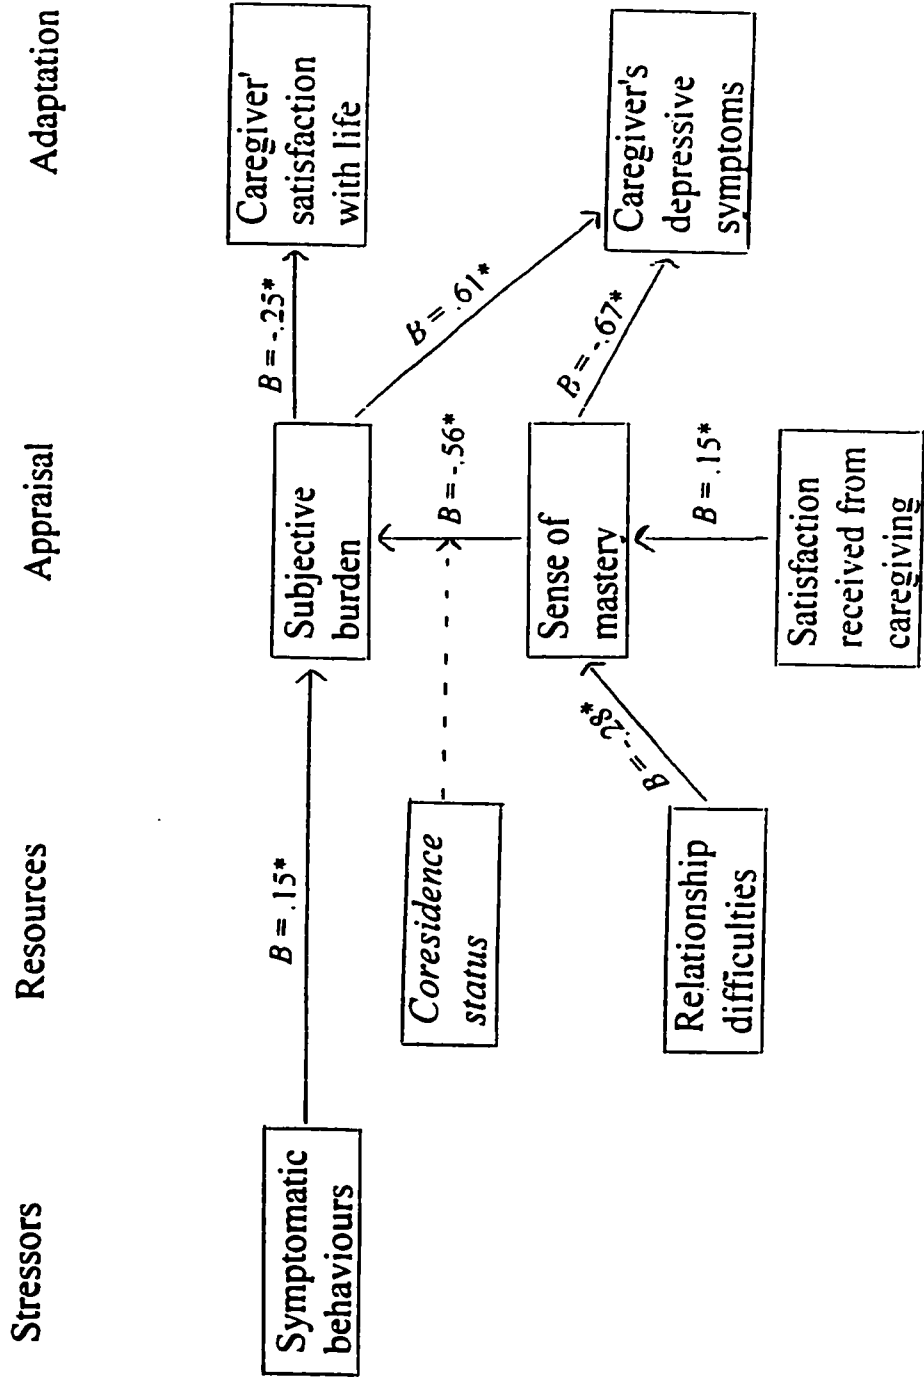 Stressors
Resources
Appraisal
Adaptation
Symptomatic
behaviours
B = .15*
Coresidence
status
Relationship
difficulties
B = -.28*
Subjective
burden
B = -.56*
Sense of
mastery
B = .15*
Satisfaction
received from
caregiving
B = -.25*
B = .61*
B = -.67*
Caregiver'
satisfaction
with life
Caregiver's
depressive
symptoms